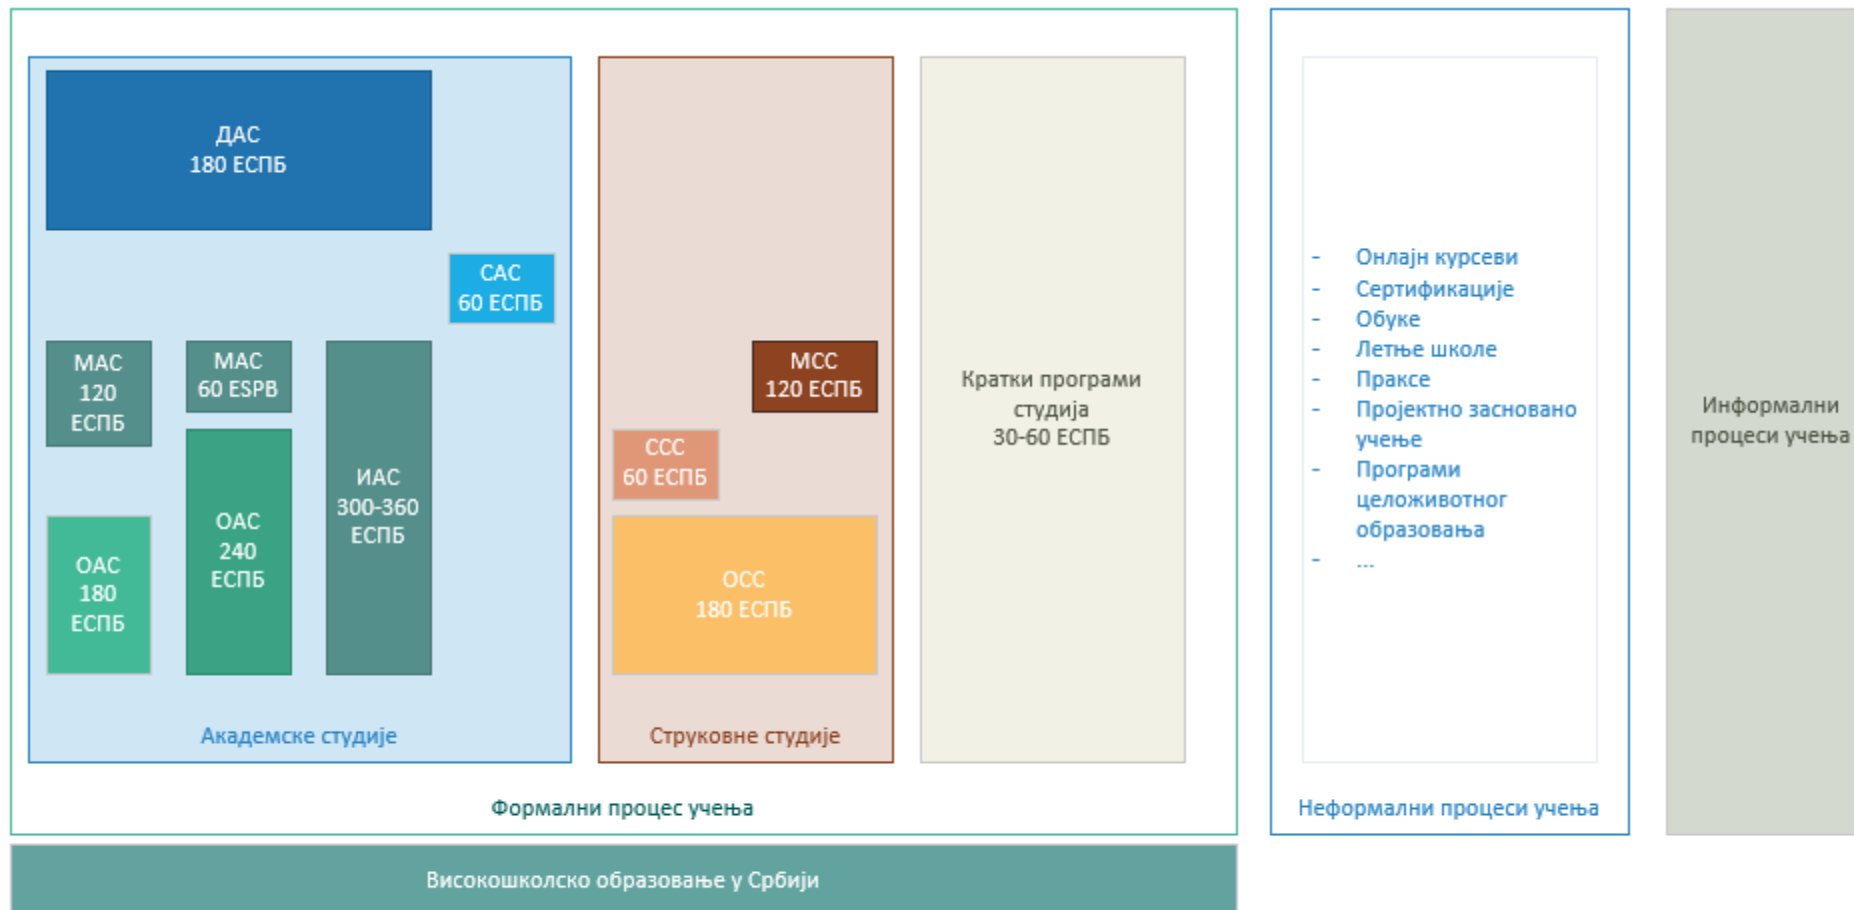 ДАС
180 ЕСПБ
САС
60 ЕСПБ
МАС
120
ЕСПБ
МАС
60 ESPB
ИАС
300-360
ЕСПБ
ОАС
180
ЕСПБ
ОАС
240
ЕСПБ
Академске студије
МСС
120 ЕСПБ
ССС
60 ЕСПБ
ОСС
180 ЕСПБ
Струковне студије
Кратки програми
студија
30-60 ЕСПБ
Формални процес учења
- Онлајн курсеви
- Сертификације
- Обуке
- Летње школе
- Праксе
- Пројектно засновано
учење
- Програми
целоживотног
образовања
- ...
Неформални процеси учења
Информални
процеси учења
Високошколско образовање у Србији